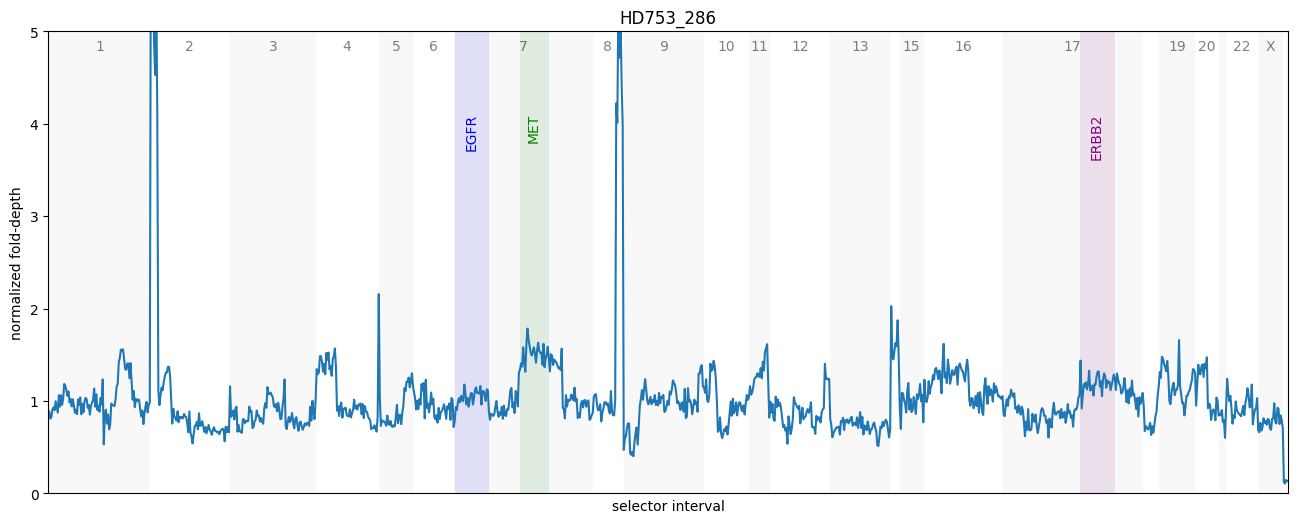 HD753_286
5
1 2 3 4 5 6 7 8 9 10 11 12 13 15 16 17 19 20 22 X
EGFR
MET
ERBB2
4
3
2
1
0
normalized fold-depth
selector interval